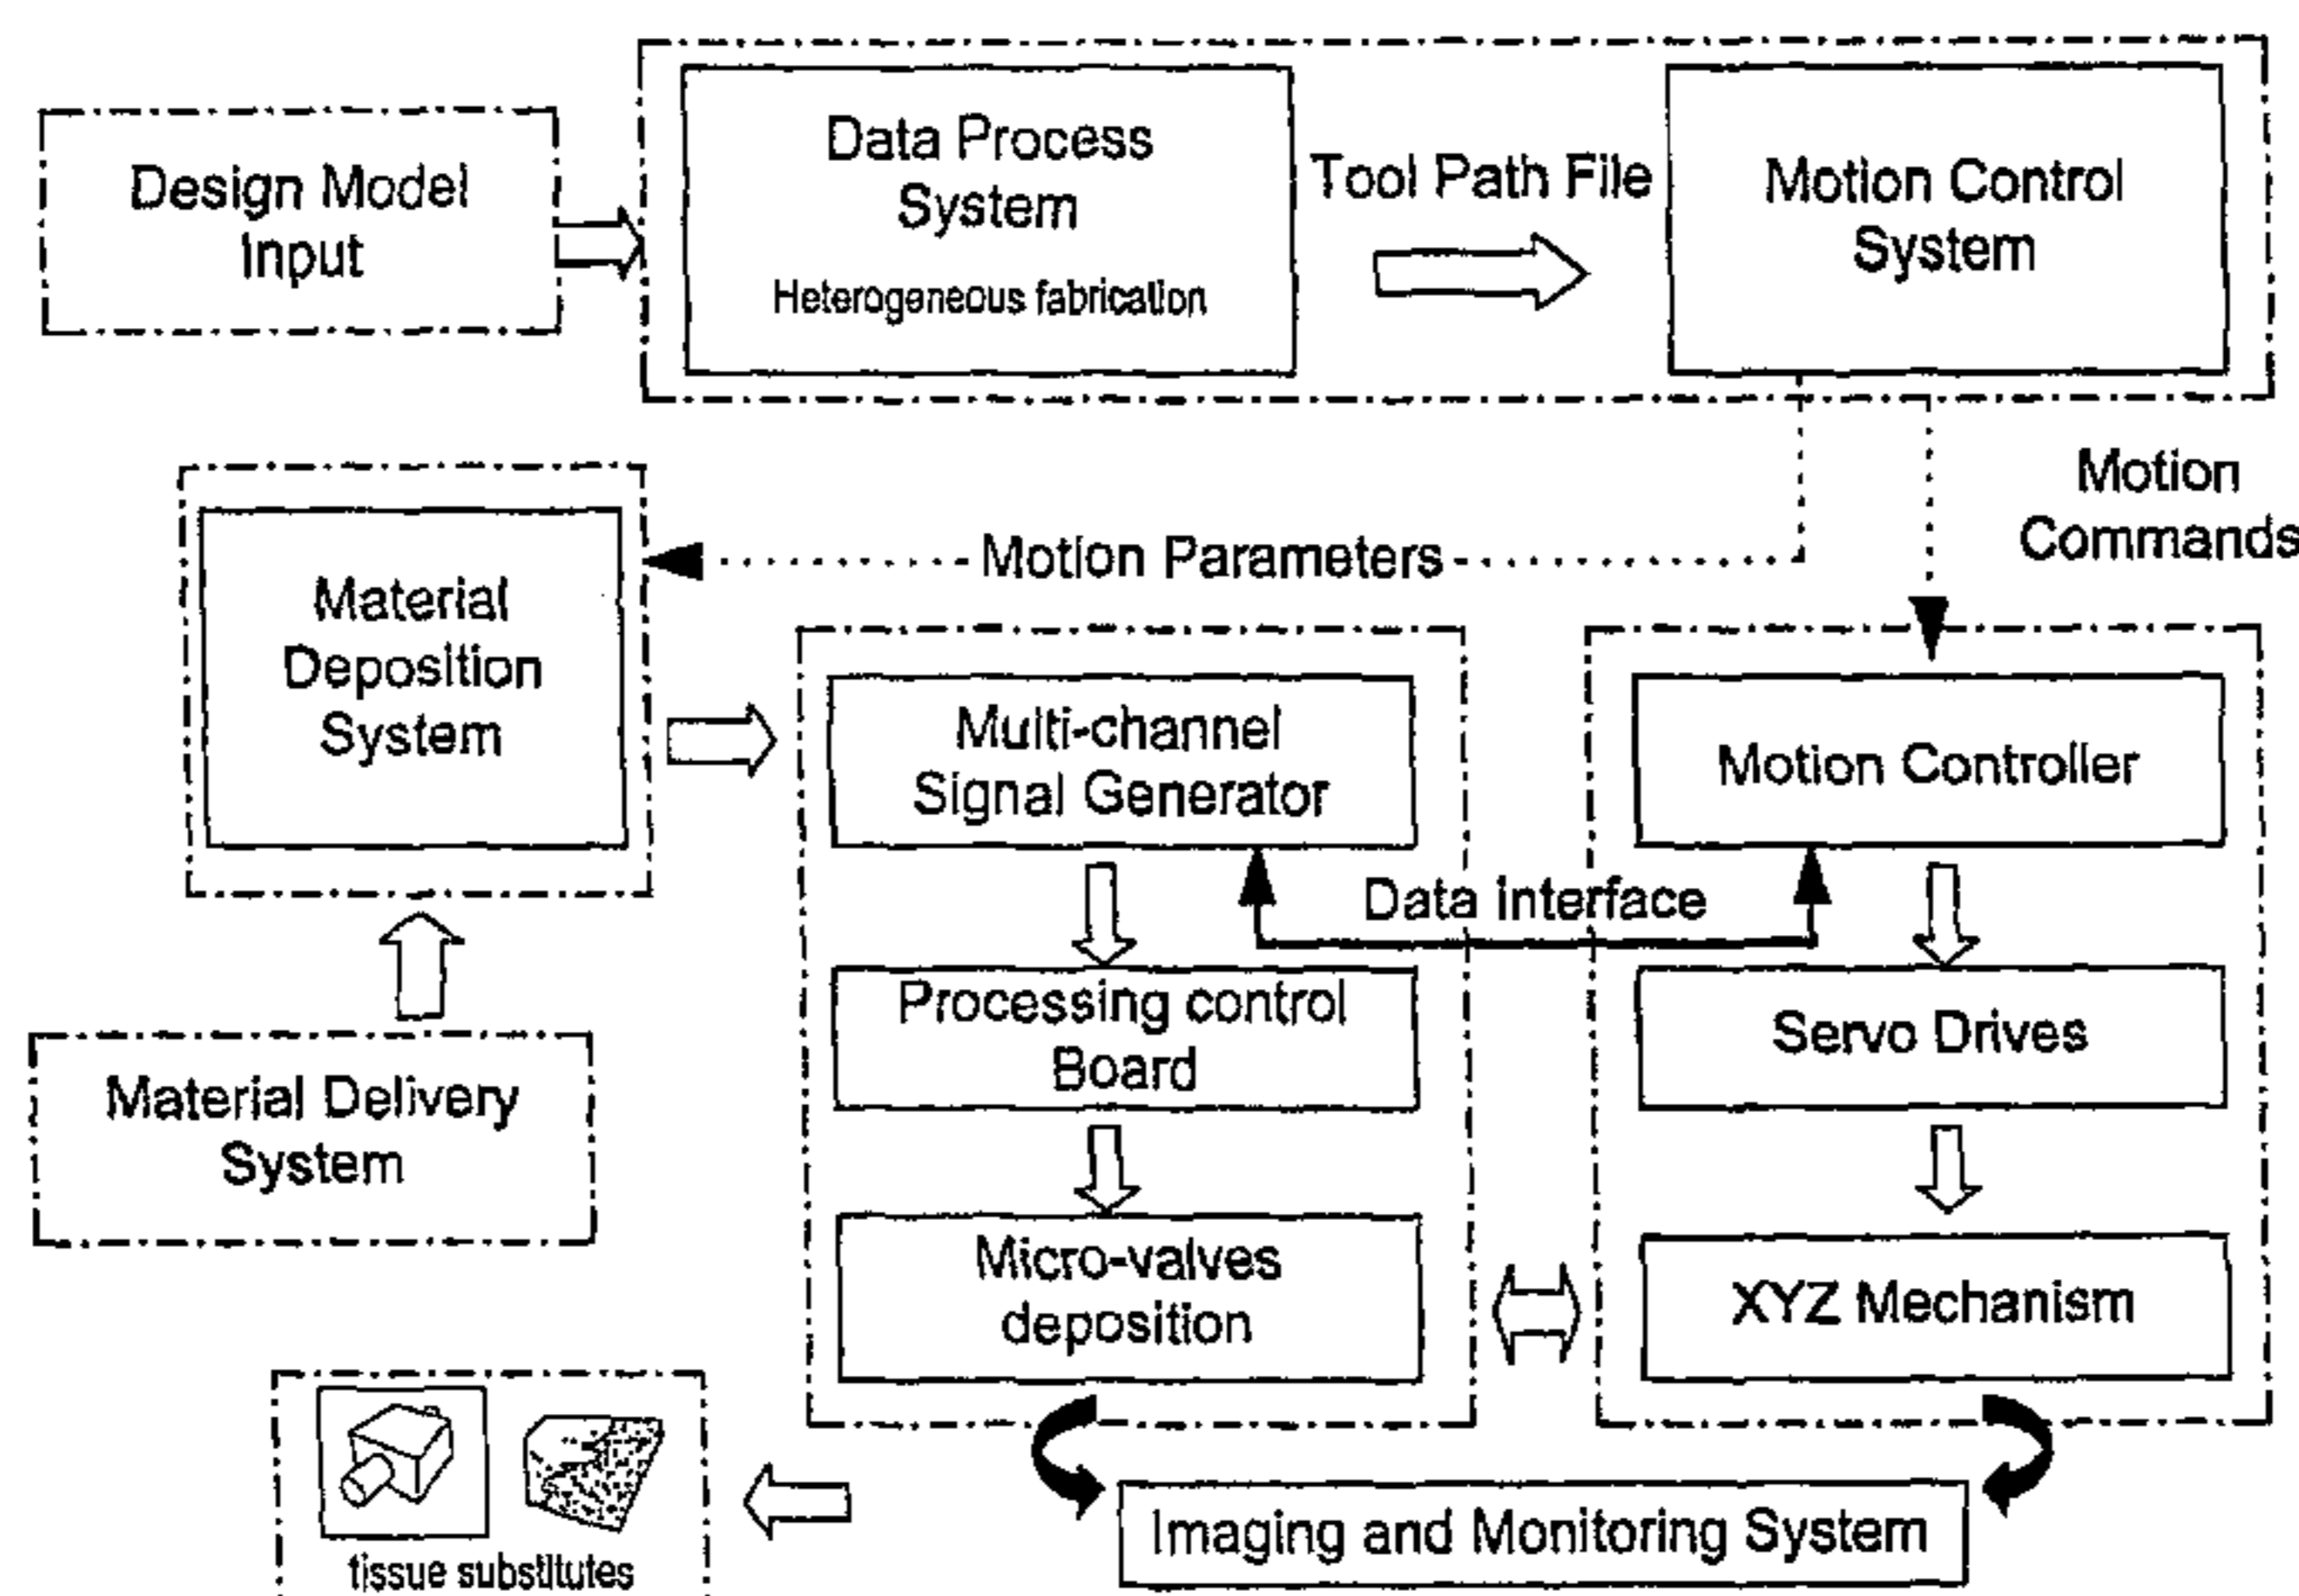 Design Model
Input
Data Process
System
Heterogeneous fabrication
Tool Path File
Motion Control
System
Motion
Commands
Motion Parameters
Material
Deposition
System
Multi-channel
Signal Generator
Motion Controller
Data interface
Processing control
Board
Servo Drives
Material Delivery
System
Micro-valves
deposition
XYZ Mechanism
Imaging and Monitoring System
tissue substitutes